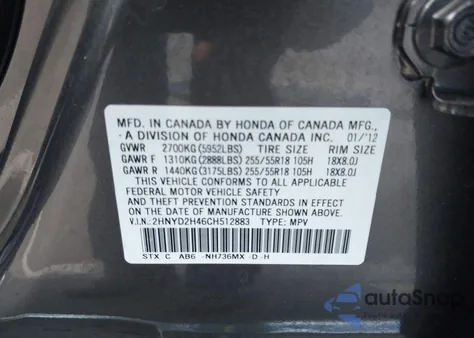 MFD. IN CANADA BY HONDA OF CANADA MFG.,
A DIVISION OF HONDA CANADA INC. 01/'12
GVWR 2700KG(5952LBS) TIRE SIZE RIM SIZE
GAWR F 1310KG(2888LBS) 255/55R18 105H 18X8.0J
GAWR R 1440KG(3175LBS) 255/55R18 105H 18X8.0J
THIS VEHICLE CONFORMS TO ALL APPLICABLE
FEDERAL MOTOR VEHICLE SAFETY
AND THEFT PREVENTION STANDARDS IN EFFECT ON
THE DATE OF MANUFACTURE SHOWN ABOVE.
V.I.N.: 2HNYD2H46CH512883 TYPE: MPV
STX C AB6 -NH736MX -D -H
autoSnap